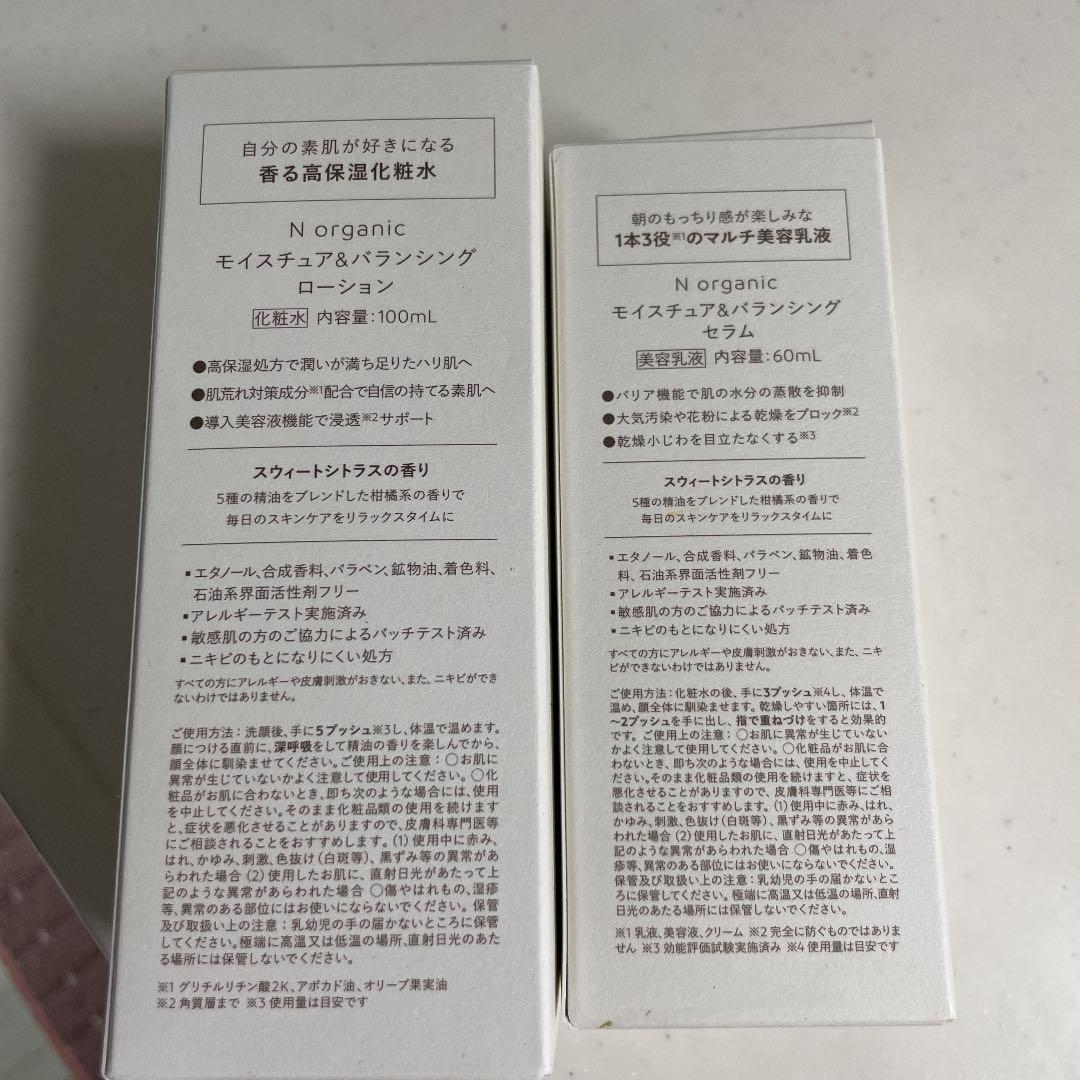 自分の素肌が好きになる
香る高保湿化粧水
N organic
モイスチュア&バランシング
ローション
化粧水 内容量:100mL
●高保湿処方で潤いが満ち足りたハリ肌へ
●肌荒れ対策成分※1配合で自信の持てる素肌へ
●導入美容液機能で浸透※2サポート
スウィートシトラスの香り
5種の精油をブレンドした柑橘系の香りで
毎日のスキンケアをリラックスタイムに
▪エタノール、合成香料、パラベン、鉱物油、着色料、
石油系界面活性剤フリー
▪アレルギーテスト実施済み
▪敏感肌の方のご協力によるパッチテスト済み
▪ニキビのもとになりにくい処方
すべての方にアレルギーや皮膚刺激がおきない、また、ニキビができ
ないわけではありません。
ご使用方法:洗顔後、手に5プッシュ※3し、体温で温めます。
顔につける直前に、深呼吸をして精油の香りを楽しんでから、
顔全体に馴染ませてください。ご使用上の注意:○お肌に
異常が生じていないかよく注意して使用してください。○化
粧品がお肌に合わないとき、即ち次のような場合には、使用
を中止してください。そのまま化粧品類の使用を続けます
と、症状を悪化させることがありますので、皮膚科専門医等
にご相談されることをおすすめします。(1)使用中に赤み、
はれ、かゆみ、刺激、色抜け(白斑等)、黒ずみ等の異常があ
らわれた場合(2)使用したお肌に、直射日光があたって上
記のような異常があらわれた場合 ○傷やはれもの、湿疹
等、異常のある部位にはお使いにならないでください。保管
及び取扱い上の注意:乳幼児の手の届かないところに保管
してください。極端に高温又は低温の場所、直射日光のあた
る場所には保管しないでください。
※1グリチルリチン酸2K、アボカド油、オリーブ果実油
※2角質層まで ※3使用量は目安です
朝のもっちり感が楽しみな
1本3役※1のマルチ美容乳液
N organic
モイスチュア&バランシング
セラム
美容乳液 内容量:60mL
●バリア機能で肌の水分の蒸散を抑制
●大気汚染や花粉による乾燥をブロック※2
●乾燥小じわを目立たなくする※3
スウィートシトラスの香り
5種の精油をブレンドした柑橘系の香りで
毎日のスキンケアをリラックスタイムに
▪エタノール、合成香料、パラベン、鉱物油、着色
料、石油系界面活性剤フリー
▪アレルギーテスト実施済み
▪敏感肌の方のご協力によるパッチテスト済み
▪ニキビのもとになりにくい処方
すべての方にアレルギーや皮膚刺激がおきない、また、ニキ
ビができないわけではありません。
ご使用方法:化粧水の後、手に3プッシュ※4し、体温で
温め、顔全体に馴染ませます。乾燥しやすい箇所には、1
～2プッシュを手に出し、指で重ねづけをすると効果的
です。ご使用上の注意:○お肌に異常が生じていない
かよく注意して使用してください。○化粧品がお肌に合
わないとき、即ち次のような場合には、使用を中止してくだ
さい。そのまま化粧品類の使用を続けますと、症状を
悪化させることがありますので、皮膚科専門医等にご相
談されることをおすすめします。(1)使用中に赤み、はれ、
かゆみ、刺激、色抜け(白斑等)、黒ずみ等の異常があら
われた場合(2)使用したお肌に、直射日光があたって上
記のような異常があらわれた場合 ○傷やはれもの、湿
疹等、異常のある部位にはお使いにならないでください。
保管及び取扱い上の注意:乳幼児の手の届かないとこ
ろに保管してください。極端に高温又は低温の場所、直射
日光のあたる場所には保管しないでください。
※1乳液、美容液、クリーム ※2完全に防ぐものではありま
せん ※3効能評価試験実施済み ※4使用量は目安です